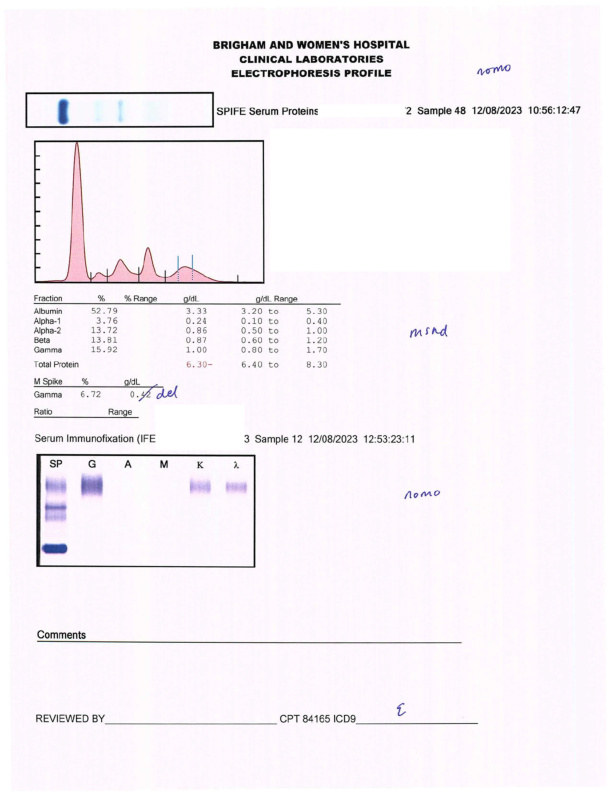 BRIGHAM AND WOMEN'S HOSPITAL
CLINICAL LABORATORIES
ELECTROPHORESIS PROFILE
nomo
SPIFE Serum Proteins 2 Sample 48 12/08/2023 10:56:12:47
Fraction % % Range g/dL g/dL Range
Albumin 52.79 3.33 3.20 to 5.30
Alpha-1 3.76 0.24 0.10 to 0.40
Alpha-2 13.72 0.86 0.50 to 1.00
Beta 13.81 0.87 0.60 to 1.20
Gamma 15.92 1.00 0.80 to 1.70
Total Protein 6.30- 6.40 to 8.30
msnd
M Spike % g/dL
Gamma 6.72 0.42 del
Ratio Range
Serum Immunofixation (IFE 3 Sample 12 12/08/2023 12:53:23:11
SP G A M K λ
nomo
Comments
REVIEWED BY CPT 84165 ICD9